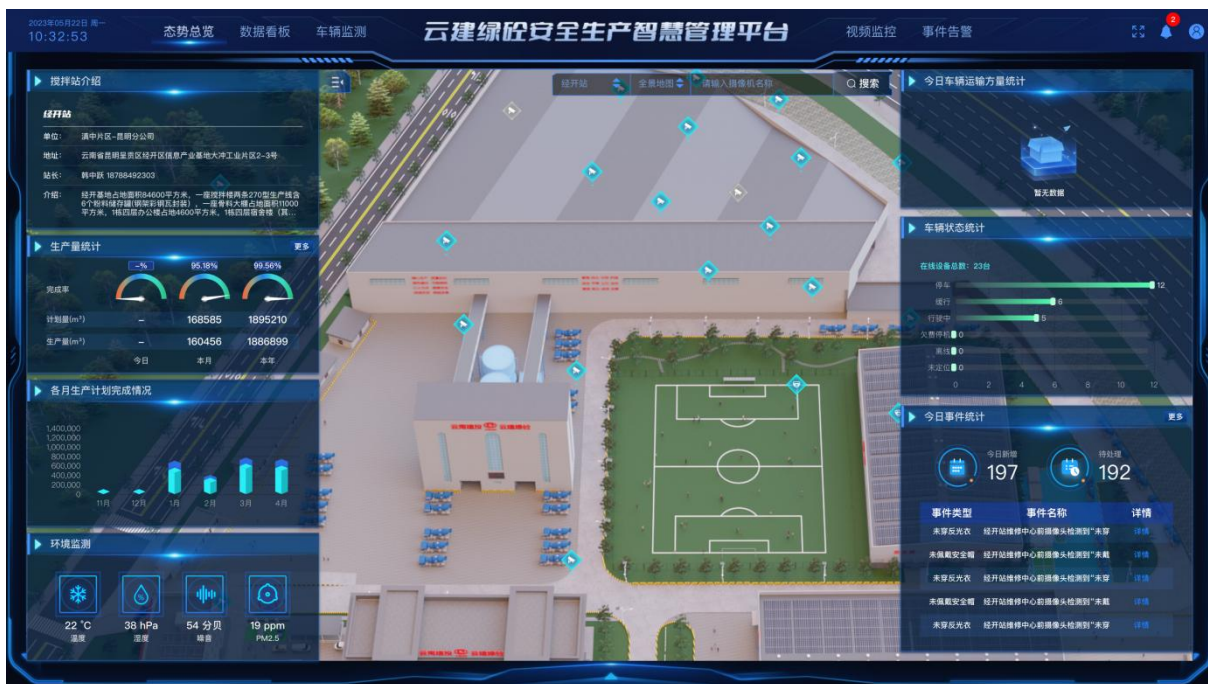 2023年05月22日 周一
10:32:53
态势总览 数据看板 车辆监测
云建绿砼安全生产智慧管理平台
视频监控 事件告警
2
搅拌站介绍
经开站
单位: 滇中片区-昆明分公司
地址: 云南省昆明呈贡区经开区信息产业基地大冲工业片区2-3号
站长: 韩中跃 18788492303
介绍: 经开基地占地面积84600平方米，一座搅拌楼两条270型生产线含
6个粉料储存罐(钢架彩钢瓦封装)，一座骨料大棚占地面积11000
平方米，1栋四层办公楼占地4600平方米，1栋四层宿舍楼（其...
生产量统计 更多
-% 95.18% 99.56%
完成率
计划量(m³) - 168585 1895210
生产量(m³) - 160456 1886899
今日 本月 本年
各月生产计划完成情况
1,400,000
1,200,000
1,000,000
800,000
600,000
400,000
200,000
0
11月 12月 1月 2月 3月 4月
环境监测
22 °C 38 hPa 54 分贝 19 ppm
温度 湿度 噪音 PM2.5
经开站 全景地图 请输入摄像机名称 搜索
今日车辆运输方量统计
暂无数据
车辆状态统计
在线设备总数: 23台
停车 12
缓行 6
行驶中 5
欠费停机 0
离线 0
未定位 0
0 2 4 6 8 10 12
今日事件统计 更多
今日新增 待处理
197 192
事件类型 事件名称 详情
未穿反光衣 经开站维修中心前摄像头检测到"未穿 详情
未佩戴安全帽 经开站维修中心前摄像头检测到"未戴 详情
未穿反光衣 经开站维修中心前摄像头检测到"未穿 详情
未佩戴安全帽 经开站维修中心前摄像头检测到"未戴 详情
未穿反光衣 经开站维修中心前摄像头检测到"未穿 详情